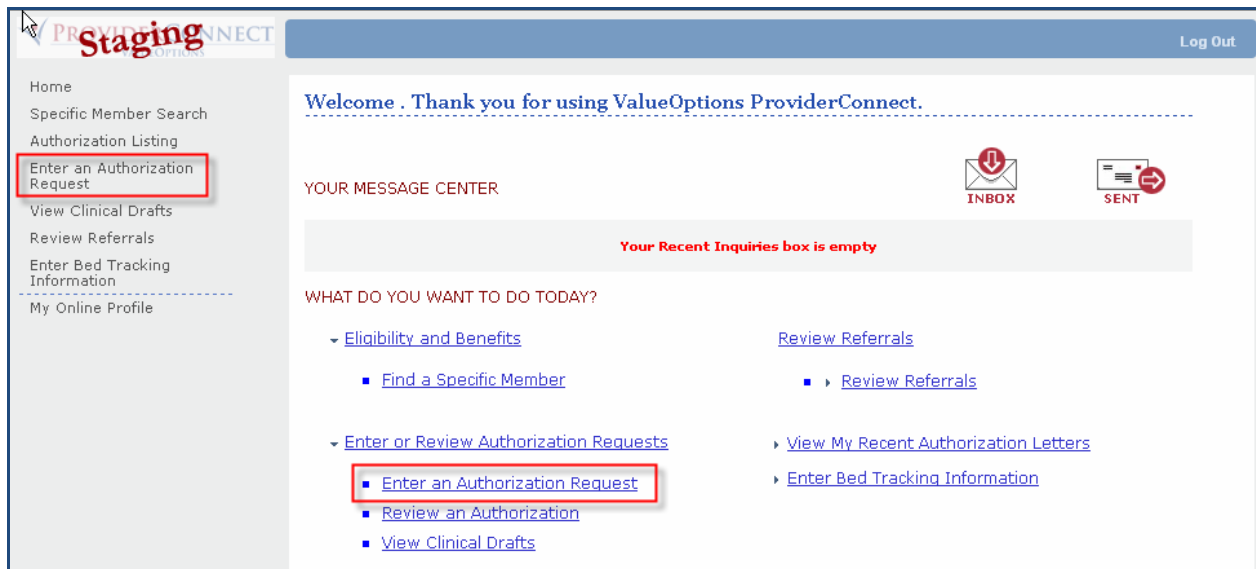 PROVIDERCONNECT
Staging
Log Out
Home
Specific Member Search
Authorization Listing
Enter an Authorization
Request
View Clinical Drafts
Review Referrals
Enter Bed Tracking
Information
My Online Profile
Welcome . Thank you for using ValueOptions ProviderConnect.
YOUR MESSAGE CENTER
INBOX
SENT
Your Recent Inquiries box is empty
WHAT DO YOU WANT TO DO TODAY?
Eligibility and Benefits
Find a Specific Member
Review Referrals
Review Referrals
Enter or Review Authorization Requests
Enter an Authorization Request
Review an Authorization
View Clinical Drafts
View My Recent Authorization Letters
Enter Bed Tracking Information